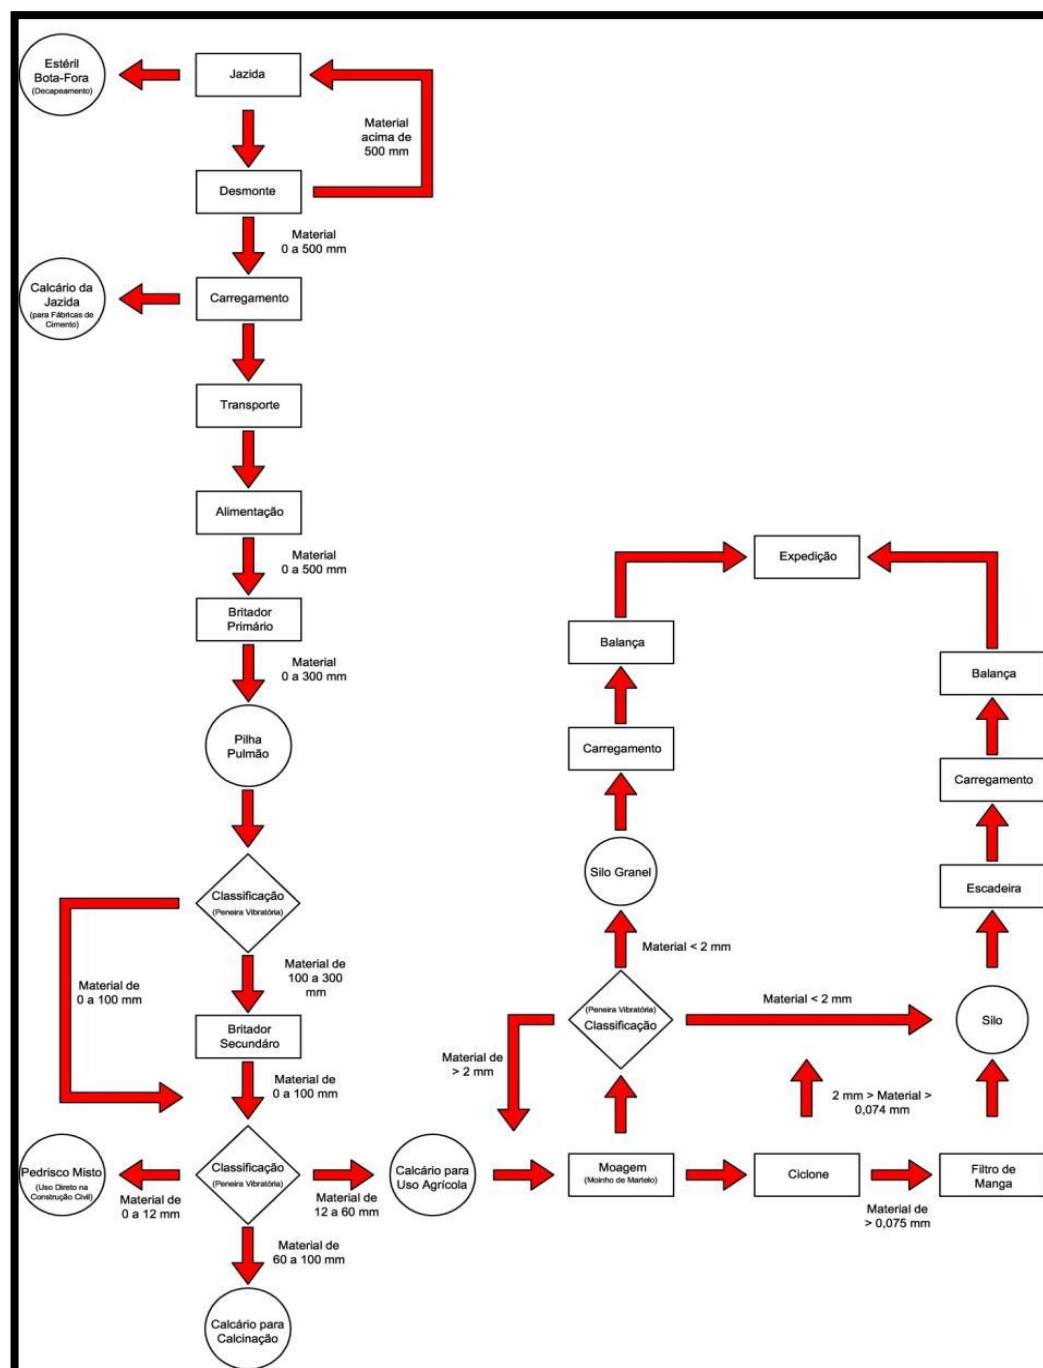 Estéril
Bota-Fora
(Decapeamento)
Jazida
Material
acima de
500 mm
Desmonte
Material
0 a 500 mm
Calcário da
Jazida
(para Fábricas de
Cimento)
Carregamento
Transporte
Alimentação
Material
0 a 500 mm
Britador
Primário
Material
0 a 300 mm
Pilha
Pulmão
Classificação
(Peneira Vibratória)
Material de
0 a 100 mm
Material de
100 a 300
mm
Britador
Secundáro
Material de
0 a 100 mm
Pedrisco Misto
(Uso Direto na
Construção Civil)
Material de
0 a 12 mm
Classificação
(Peneira Vibratória)
Material de
12 a 60 mm
Material de
60 a 100 mm
Calcário para
Calcinação
Calcário para
Uso Agrícola
Moagem
(Moinho de Martelo)
Material de
> 2 mm
(Peneira Vibratória)
Classificação
Material < 2 mm
Silo Granel
Carregamento
Balança
Expedição
Material < 2 mm
Ciclone
2 mm > Material >
0,074 mm
Material de
> 0,075 mm
Filtro de
Manga
Silo
Escadeira
Carregamento
Balança